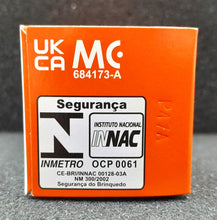 UK
CA
MC
684173-A
Segurança
N
INMETRO
INSTITUTO NACIONAL
INNAC
OCP 0061
CE-BRI/INNAC 00128-03A
NM 300/2002
Segurança do Brinquedo